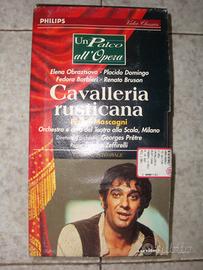 PHILIPS
Video Classics
Un Palco
all'Opera
Elena Obraztsova - Placido Domingo
Fedora Barbieri - Renato Bruson
Cavalleria
rusticana
Mascagni
Orchestra e coro del Teatro alla Scala, Milano
Georges Prêtre
Zeffirelli